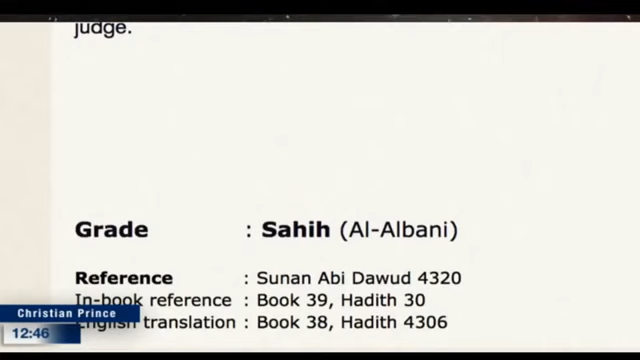 judge.
Grade : Sahih (Al-Albani)
Reference : Sunan Abi Dawud 4320
In-book reference : Book 39, Hadith 30
English translation : Book 38, Hadith 4306
Christian Prince
12:46